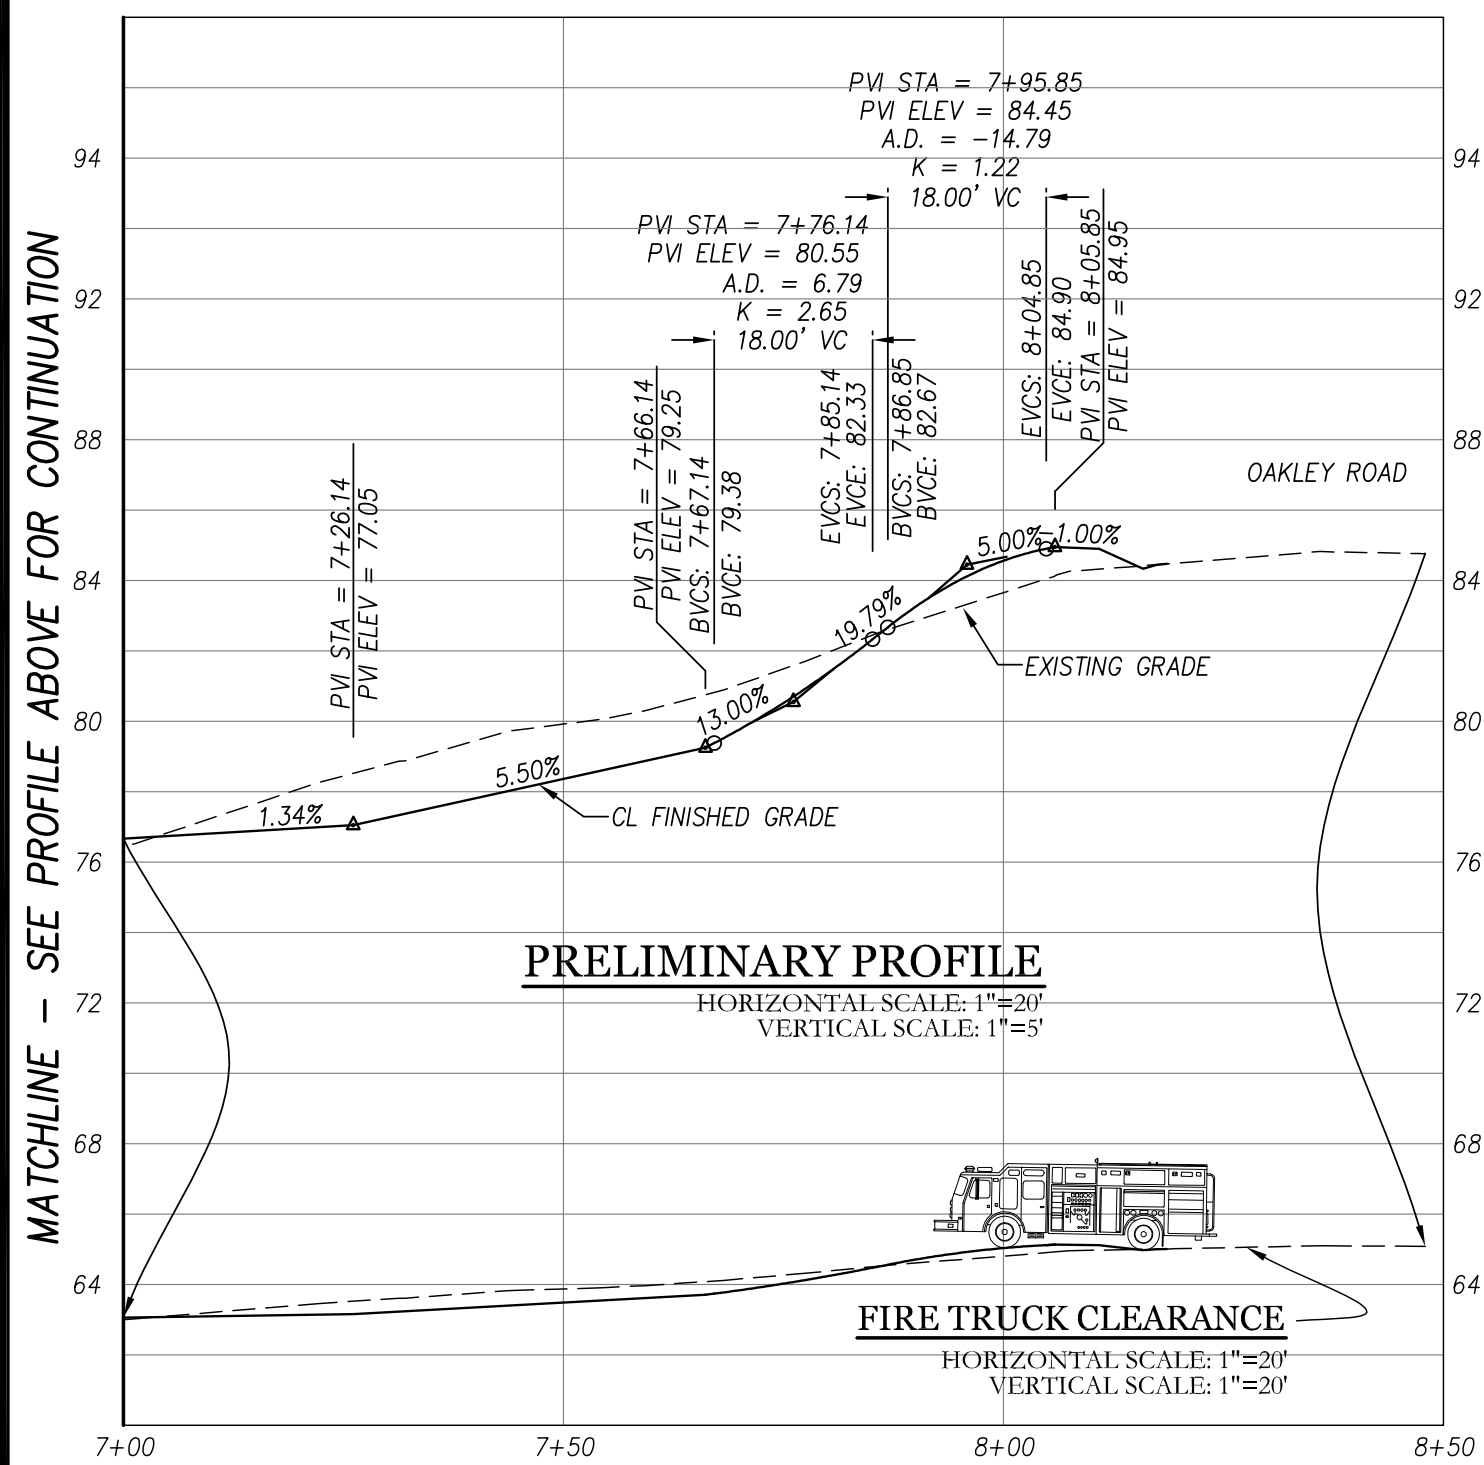 PVI STA = 7+95.85
PVI ELEV = 84.45
A.D. = -14.79
K = 1.22
18.00' VC
PVI STA = 7+76.14
PVI ELEV = 80.55
A.D. = 6.79
K = 2.65
18.00' VC
MATCHLINE - SEE PROFILE ABOVE FOR CONTINUATION
PVI STA = 7+26.14
PVI ELEV = 77.05
PVI STA = 7+66.14
PVI ELEV = 79.25
BVCS: 7+67.14
BVCE: 79.38
EVCS: 7+85.14
EVCE: 82.33
BVCS: 7+86.85
BVCE: 82.67
EVCS: 8+04.85
EVCE: 84.90
PVI STA = 8+05.85
PVI ELEV = 84.95
OAKLEY ROAD
1.34%
5.50%
13.00%
19.79%
5.00%
-1.00%
EXISTING GRADE
CL FINISHED GRADE
PRELIMINARY PROFILE
HORIZONTAL SCALE: 1"=20'
VERTICAL SCALE: 1"=5'
FIRE TRUCK CLEARANCE
HORIZONTAL SCALE: 1"=20'
VERTICAL SCALE: 1"=20'
94
92
88
84
80
76
72
68
64
94
92
88
84
80
76
72
68
64
7+00
7+50
8+00
8+50